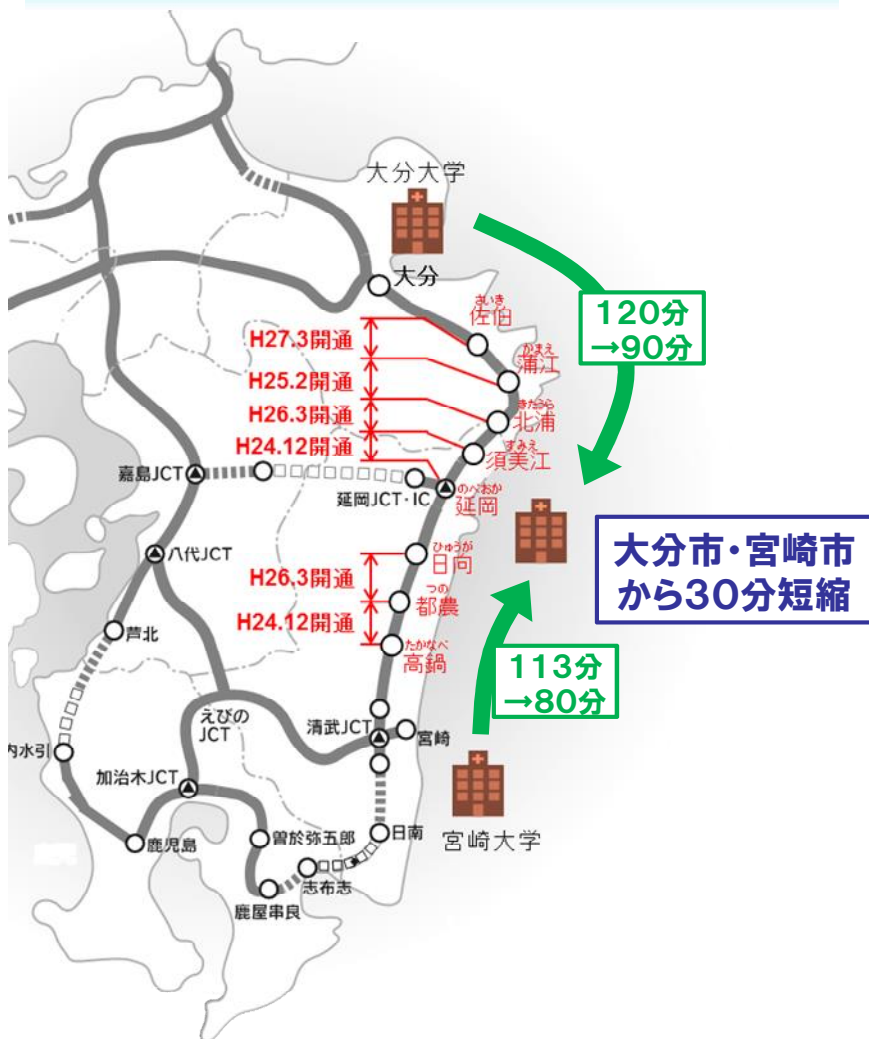 大分大学
大分
さいき
佐伯
120分
→90分
H27.3開通
かまえ
蒲江
H25.2開通
きたうら
北浦
H26.3開通
すみえ
須美江
H24.12開通
嘉島JCT
延岡JCT・IC
のべおか
延岡
大分市・宮崎市
から30分短縮
ひゅうが
日向
八代JCT
H26.3開通
つの
都農
H24.12開通
芦北
たかなべ
高鍋
113分
→80分
えびの
JCT
清武JCT
宮崎
内水引
加治木JCT
鹿児島
曽於弥五郎
日南
宮崎大学
志布志
鹿屋串良